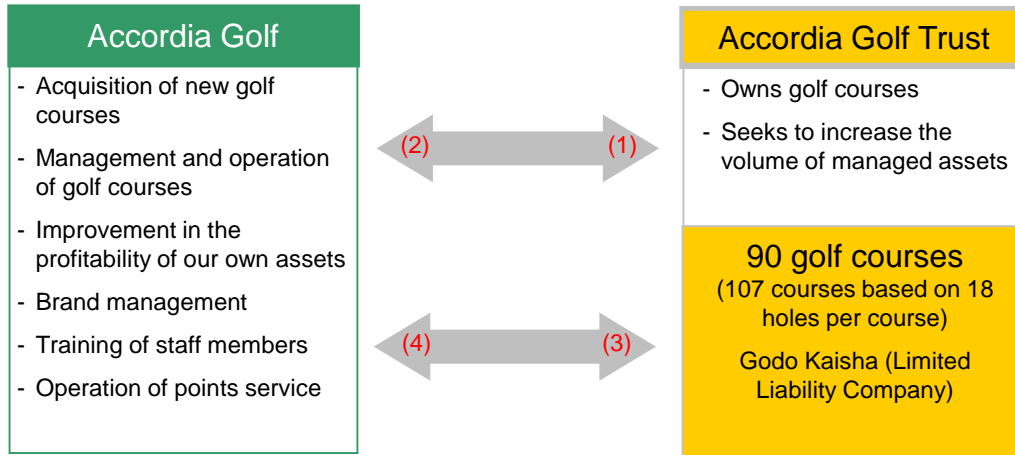 Accordia Golf
- Acquisition of new golf
courses
- Management and operation
of golf courses
- Improvement in the
profitability of our own assets
- Brand management
- Training of staff members
- Operation of points service
(2)
(1)
(4)
(3)
Accordia Golf Trust
- Owns golf courses
- Seeks to increase the
volume of managed assets
90 golf courses
(107 courses based on 18
holes per course)
Godo Kaisha (Limited
Liability Company)